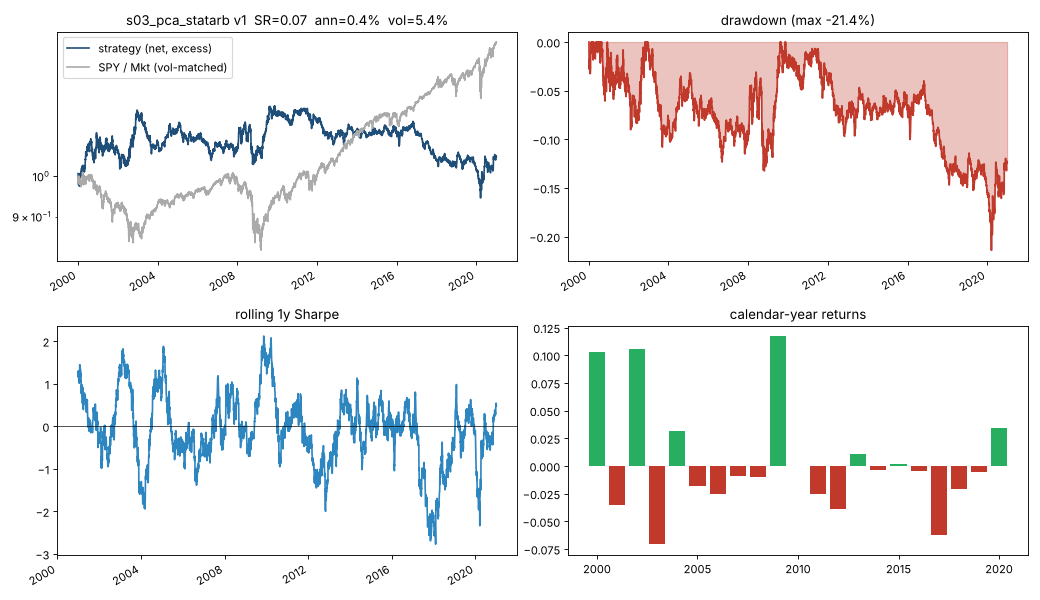 s03_pca_statarb v1  SR=0.07  ann=0.4%  vol=5.4%
strategy (net, excess)
SPY / Mkt (vol-matched)
10⁰
9 × 10⁻¹
2000 2004 2008 2012 2016 2020
drawdown (max -21.4%)
0.00
−0.05
−0.10
−0.15
−0.20
2000 2004 2008 2012 2016 2020
rolling 1y Sharpe
2
1
0
−1
−2
−3
2000 2004 2008 2012 2016 2020
calendar-year returns
0.125
0.100
0.075
0.050
0.025
0.000
−0.025
−0.050
−0.075
2000 2005 2010 2015 2020